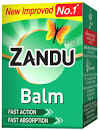 New Improved No.1*
ZANDU
Balm
FAST ACTION
FAST ABSORPTION